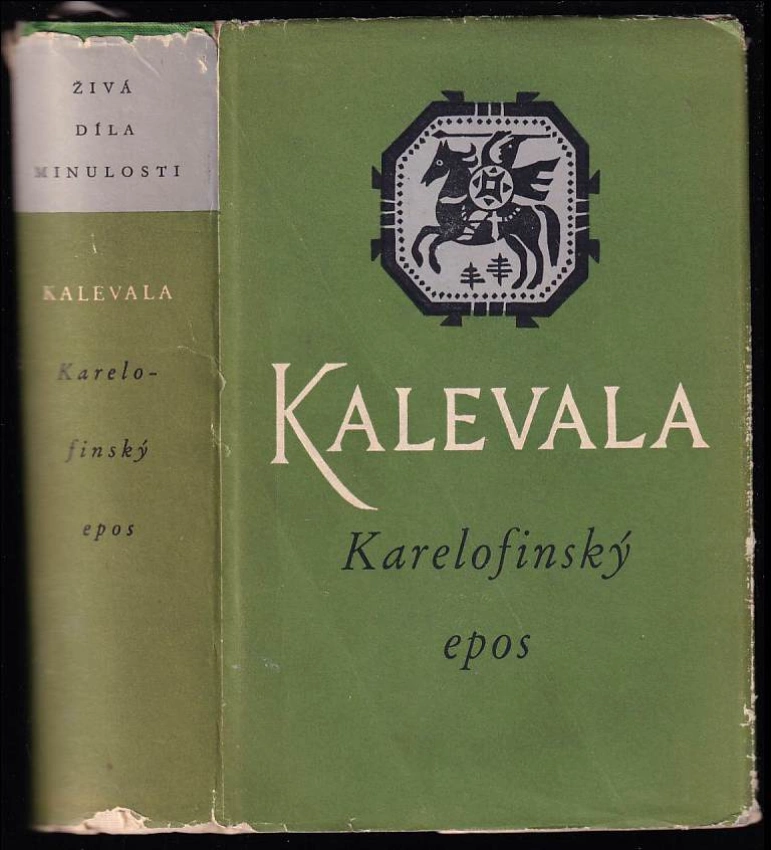 ŽIVÁ
DÍLA
MINULOSTI
KALEVALA
Karelo-
finský
epos
KALEVALA
Karelofinský
epos